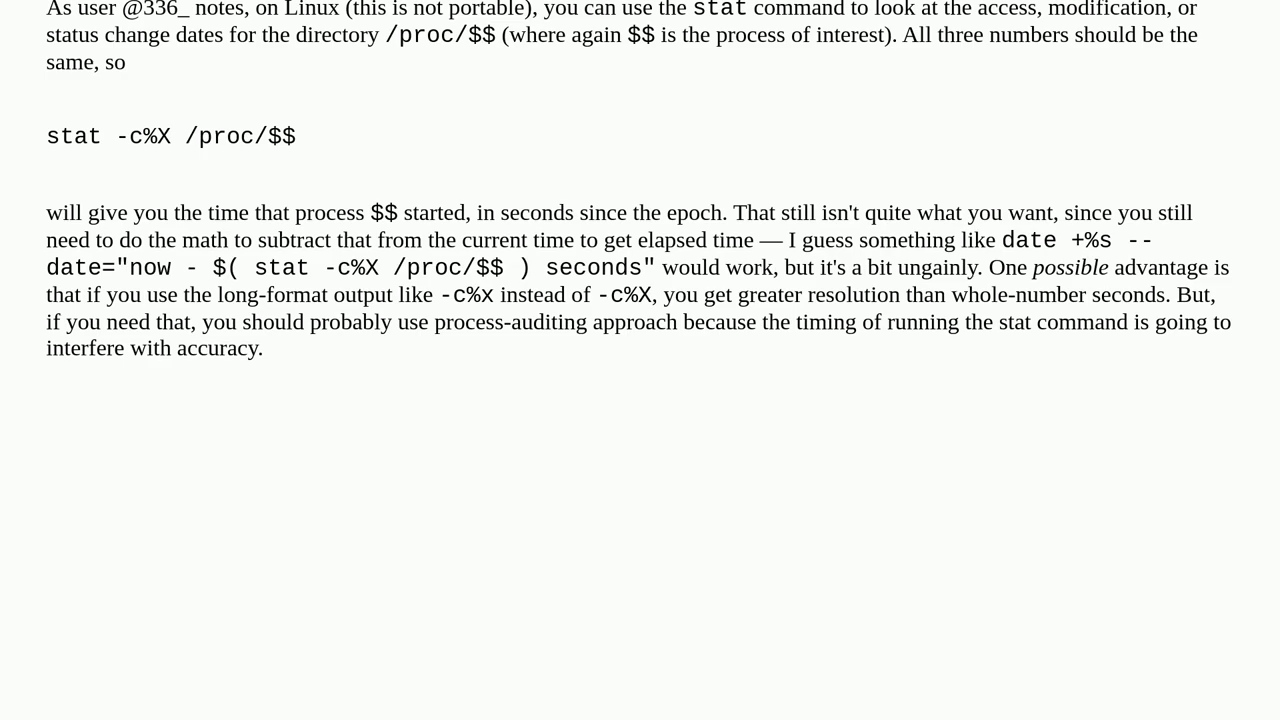 As user @336_ notes, on Linux (this is not portable), you can use the stat command to look at the access, modification, or
status change dates for the directory /proc/$$ (where again $$ is the process of interest). All three numbers should be the
same, so
stat -c%X /proc/$$
will give you the time that process $$ started, in seconds since the epoch. That still isn't quite what you want, since you still
need to do the math to subtract that from the current time to get elapsed time — I guess something like date +%s --
date="now - $( stat -c%X /proc/$$ ) seconds" would work, but it's a bit ungainly. One possible advantage is
that if you use the long-format output like -c%x instead of -c%X, you get greater resolution than whole-number seconds. But,
if you need that, you should probably use process-auditing approach because the timing of running the stat command is going to
interfere with accuracy.